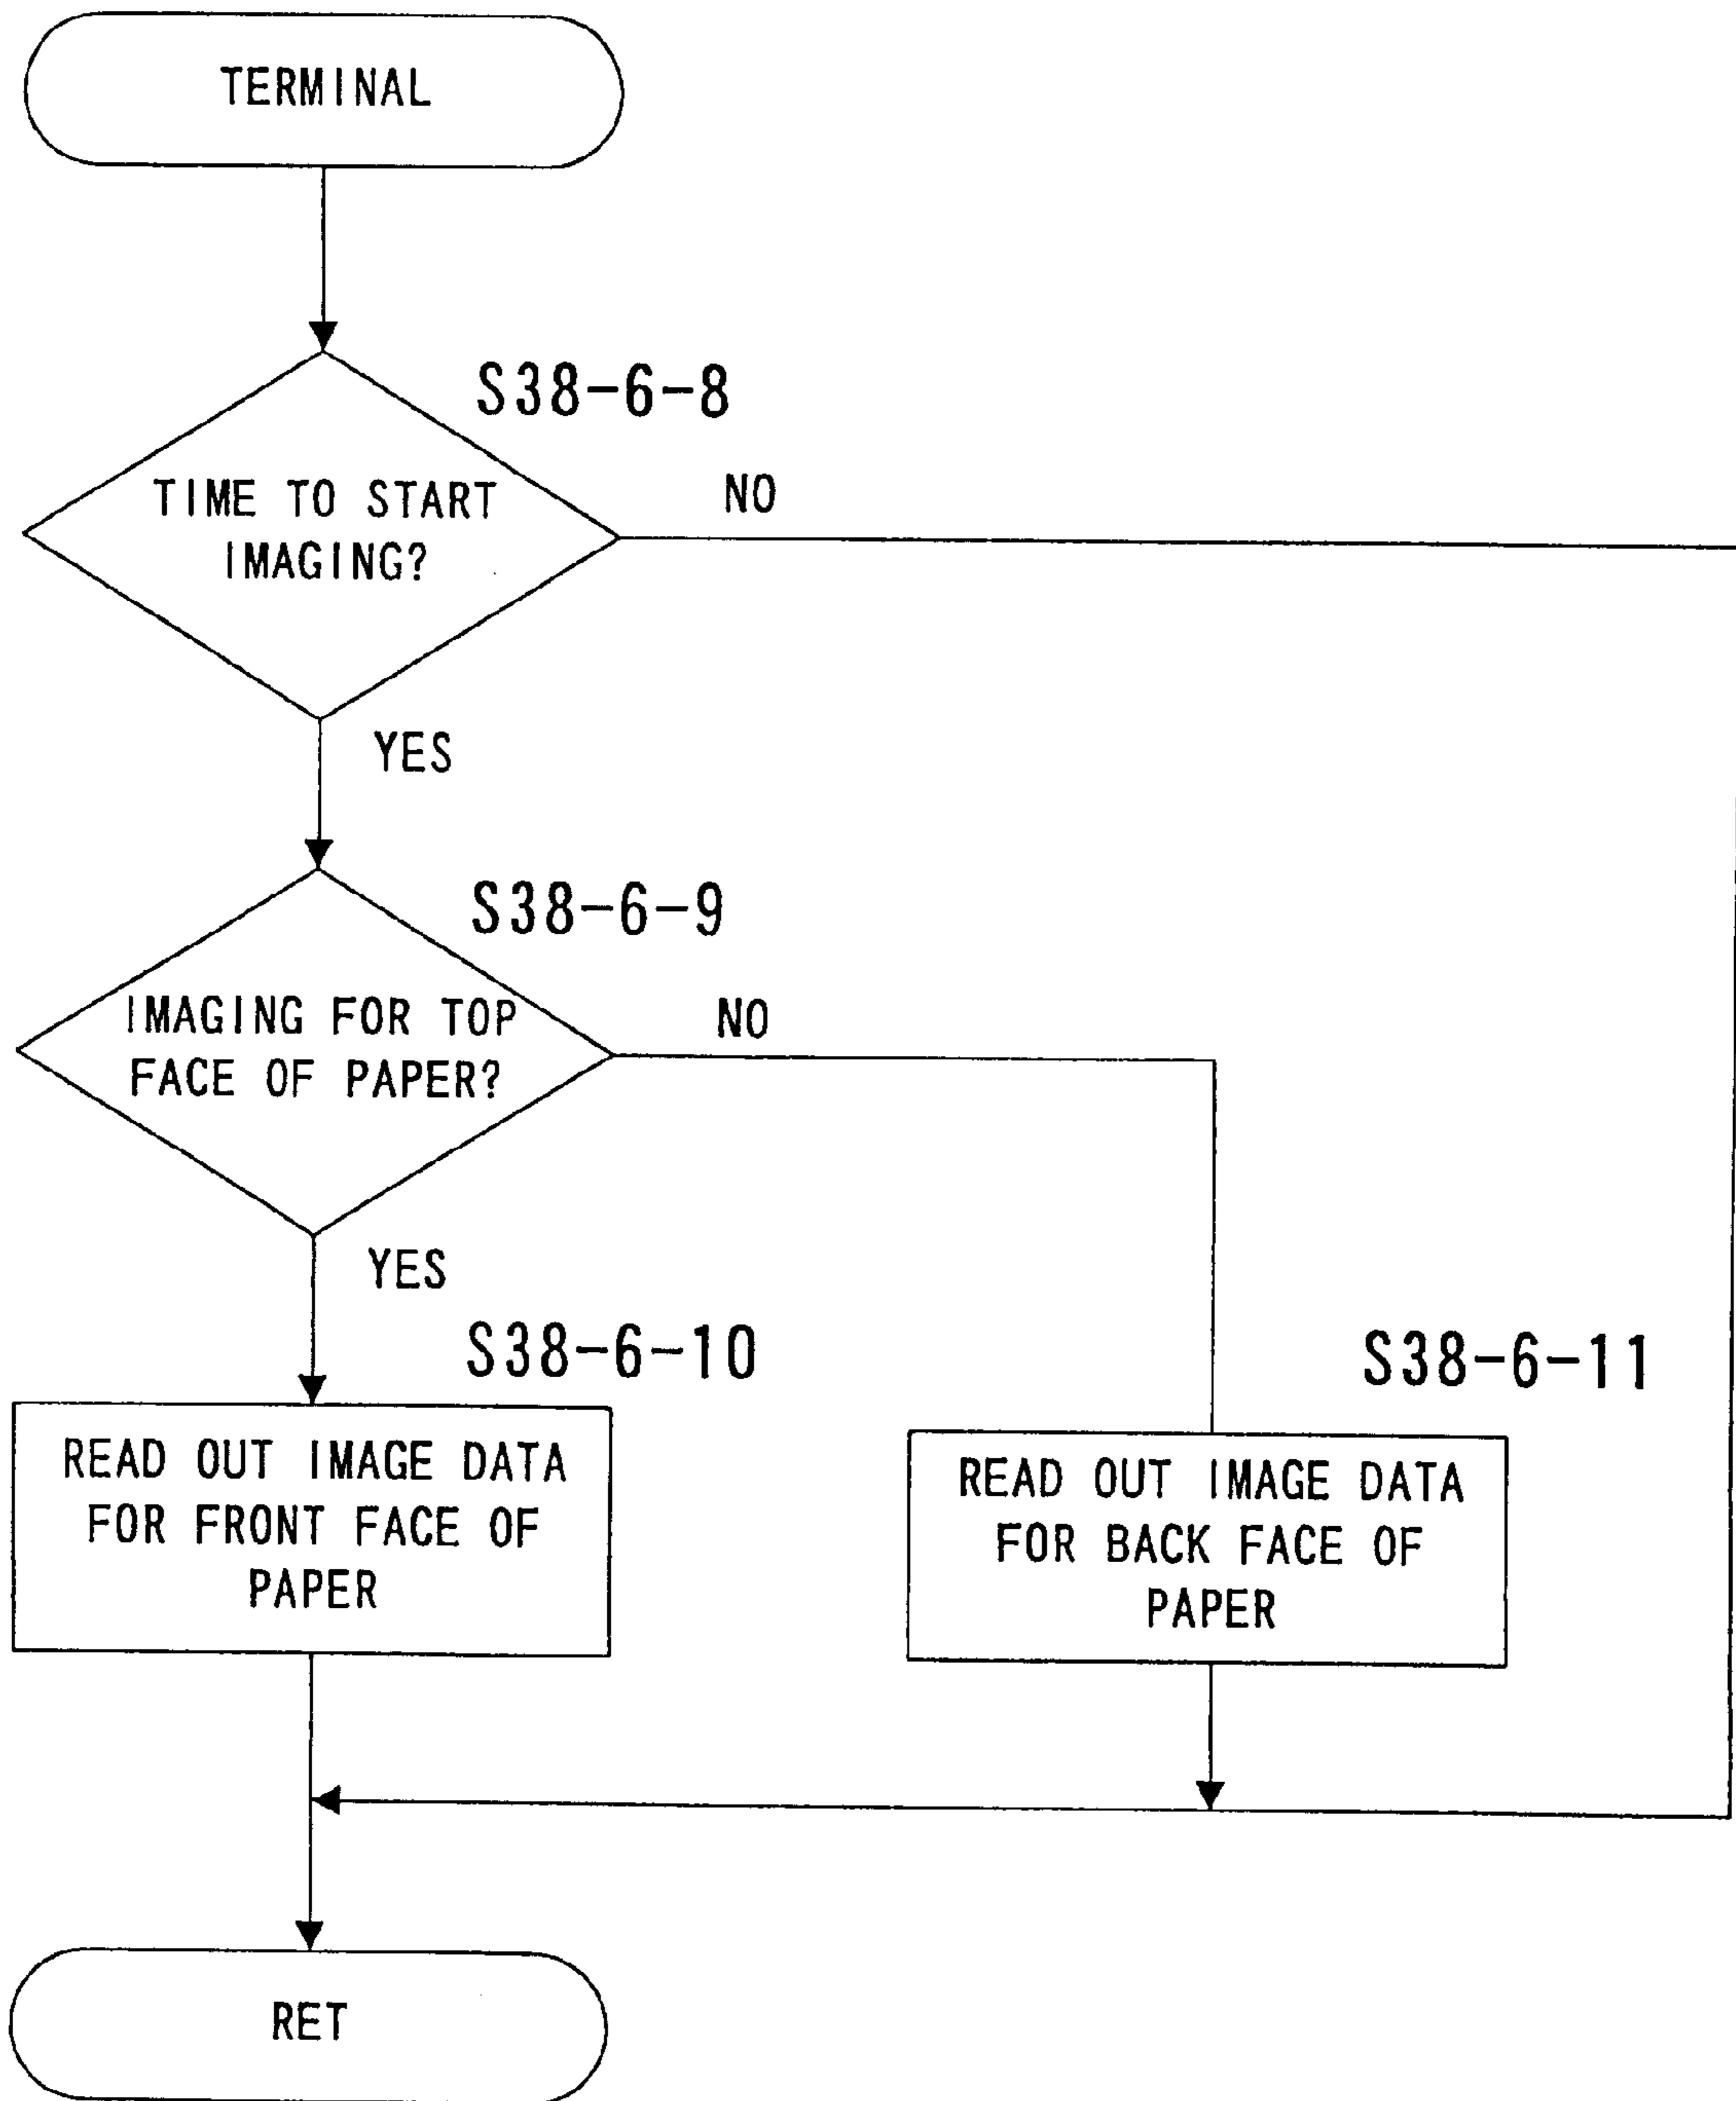 TERMINAL
S38-6-8
TIME TO START
IMAGING?
NO
YES
S38-6-9
IMAGING FOR TOP
FACE OF PAPER?
NO
YES
S38-6-10
READ OUT IMAGE DATA
FOR FRONT FACE OF
PAPER
S38-6-11
READ OUT IMAGE DATA
FOR BACK FACE OF
PAPER
RET